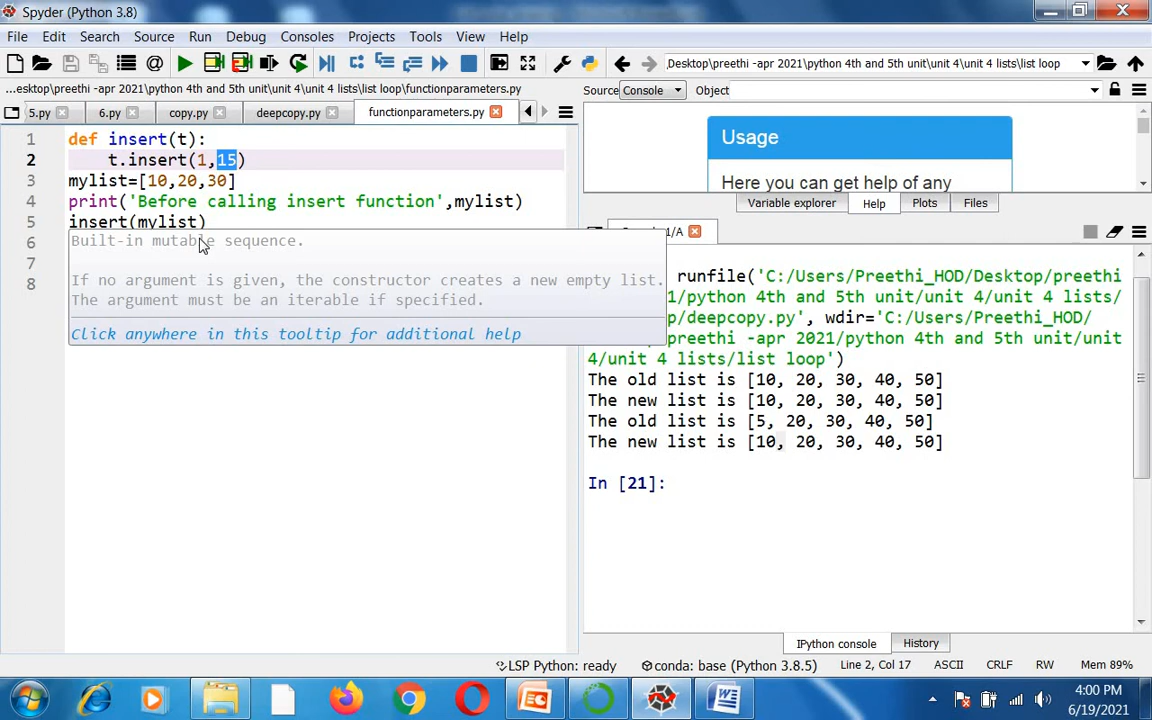 Spyder (Python 3.8)
File Edit Search Source Run Debug Consoles Projects Tools View Help
Desktop\preethi -apr 2021\python 4th and 5th unit\unit 4\unit 4 lists\list loop
...esktop\preethi -apr 2021\python 4th and 5th unit\unit 4\unit 4 lists\list loop\functionparameters.py
5.py 6.py copy.py deepcopy.py functionparameters.py
1 def insert(t):
2 t.insert(1,15)
3 mylist=[10,20,30]
4 print('Before calling insert function',mylist)
5 insert(mylist)
6
7
8
Built-in mutable sequence.
If no argument is given, the constructor creates a new empty list.
The argument must be an iterable if specified.
Click anywhere in this tooltip for additional help
Source Console Object
Usage
Here you can get help of any
Variable explorer Help Plots Files
1/A
runfile('C:/Users/Preethi_HOD/Desktop/preethi
1/python 4th and 5th unit/unit 4/unit 4 lists/
p/deepcopy.py', wdir='C:/Users/Preethi_HOD/
preethi -apr 2021/python 4th and 5th unit/unit
4/unit 4 lists/list loop')
The old list is [10, 20, 30, 40, 50]
The new list is [10, 20, 30, 40, 50]
The old list is [5, 20, 30, 40, 50]
The new list is [10, 20, 30, 40, 50]
In [21]:
IPython console History
LSP Python: ready conda: base (Python 3.8.5) Line 2, Col 17 ASCII CRLF RW Mem 89%
4:00 PM
6/19/2021